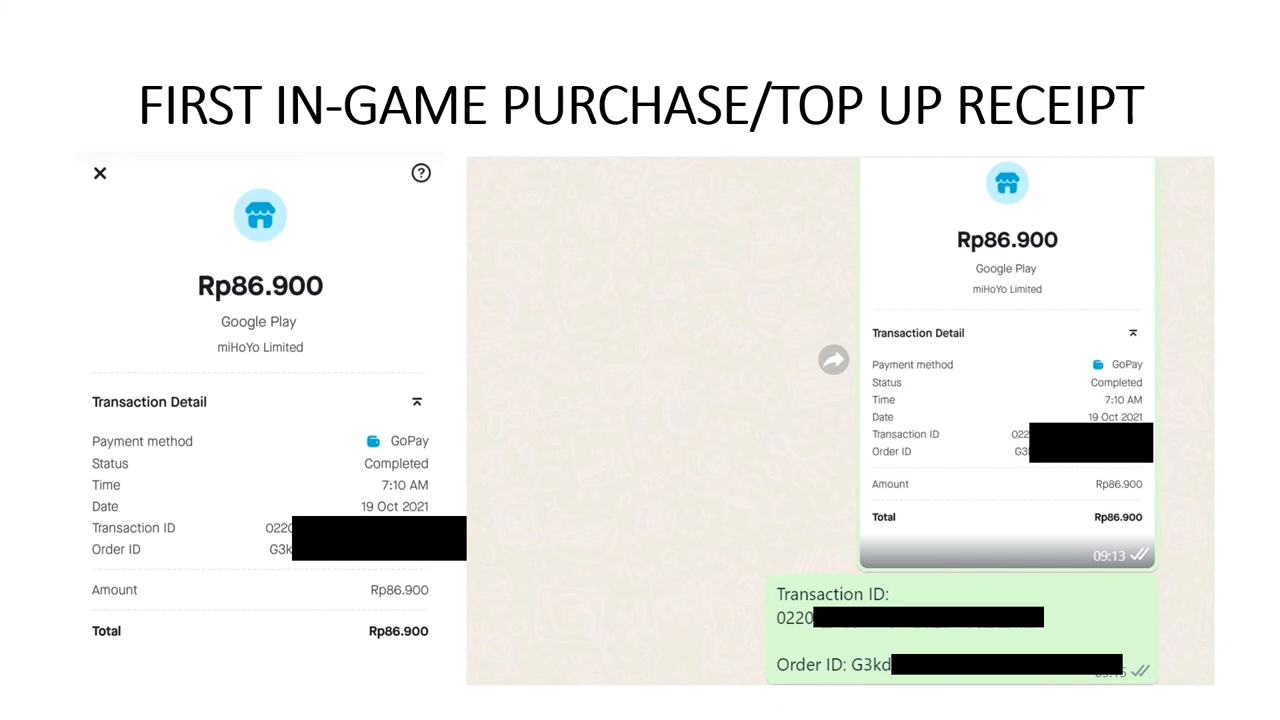 FIRST IN-GAME PURCHASE/TOP UP RECEIPT
Rp86.900
Google Play
miHoYo Limited
Transaction Detail
Payment method GoPay
Status Completed
Time 7:10 AM
Date 19 Oct 2021
Transaction ID 0220
Order ID G3k
Amount Rp86.900
Total Rp86.900
Rp86.900
Google Play
miHoYo Limited
Transaction Detail
Payment method GoPay
Status Completed
Time 7:10 AM
Date 19 Oct 2021
Transaction ID 022
Order ID G3
Amount Rp86.900
Total Rp86.900
09:13
Transaction ID:
0220
Order ID: G3kd